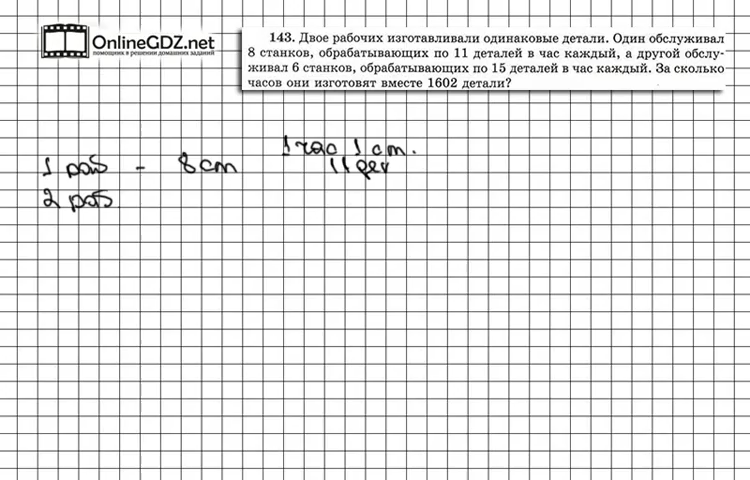 OnlineGDZ.net
помощник в решении домашних заданий
143. Двое рабочих изготавливали одинаковые детали. Один обслуживал
8 станков, обрабатывающих по 11 деталей в час каждый, а другой обслу-
живал 6 станков, обрабатывающих по 15 деталей в час каждый. За сколько
часов они изготовят вместе 1602 детали?
1 час 1 ст.
1 раб - 8 ст 11 дет
2 раб